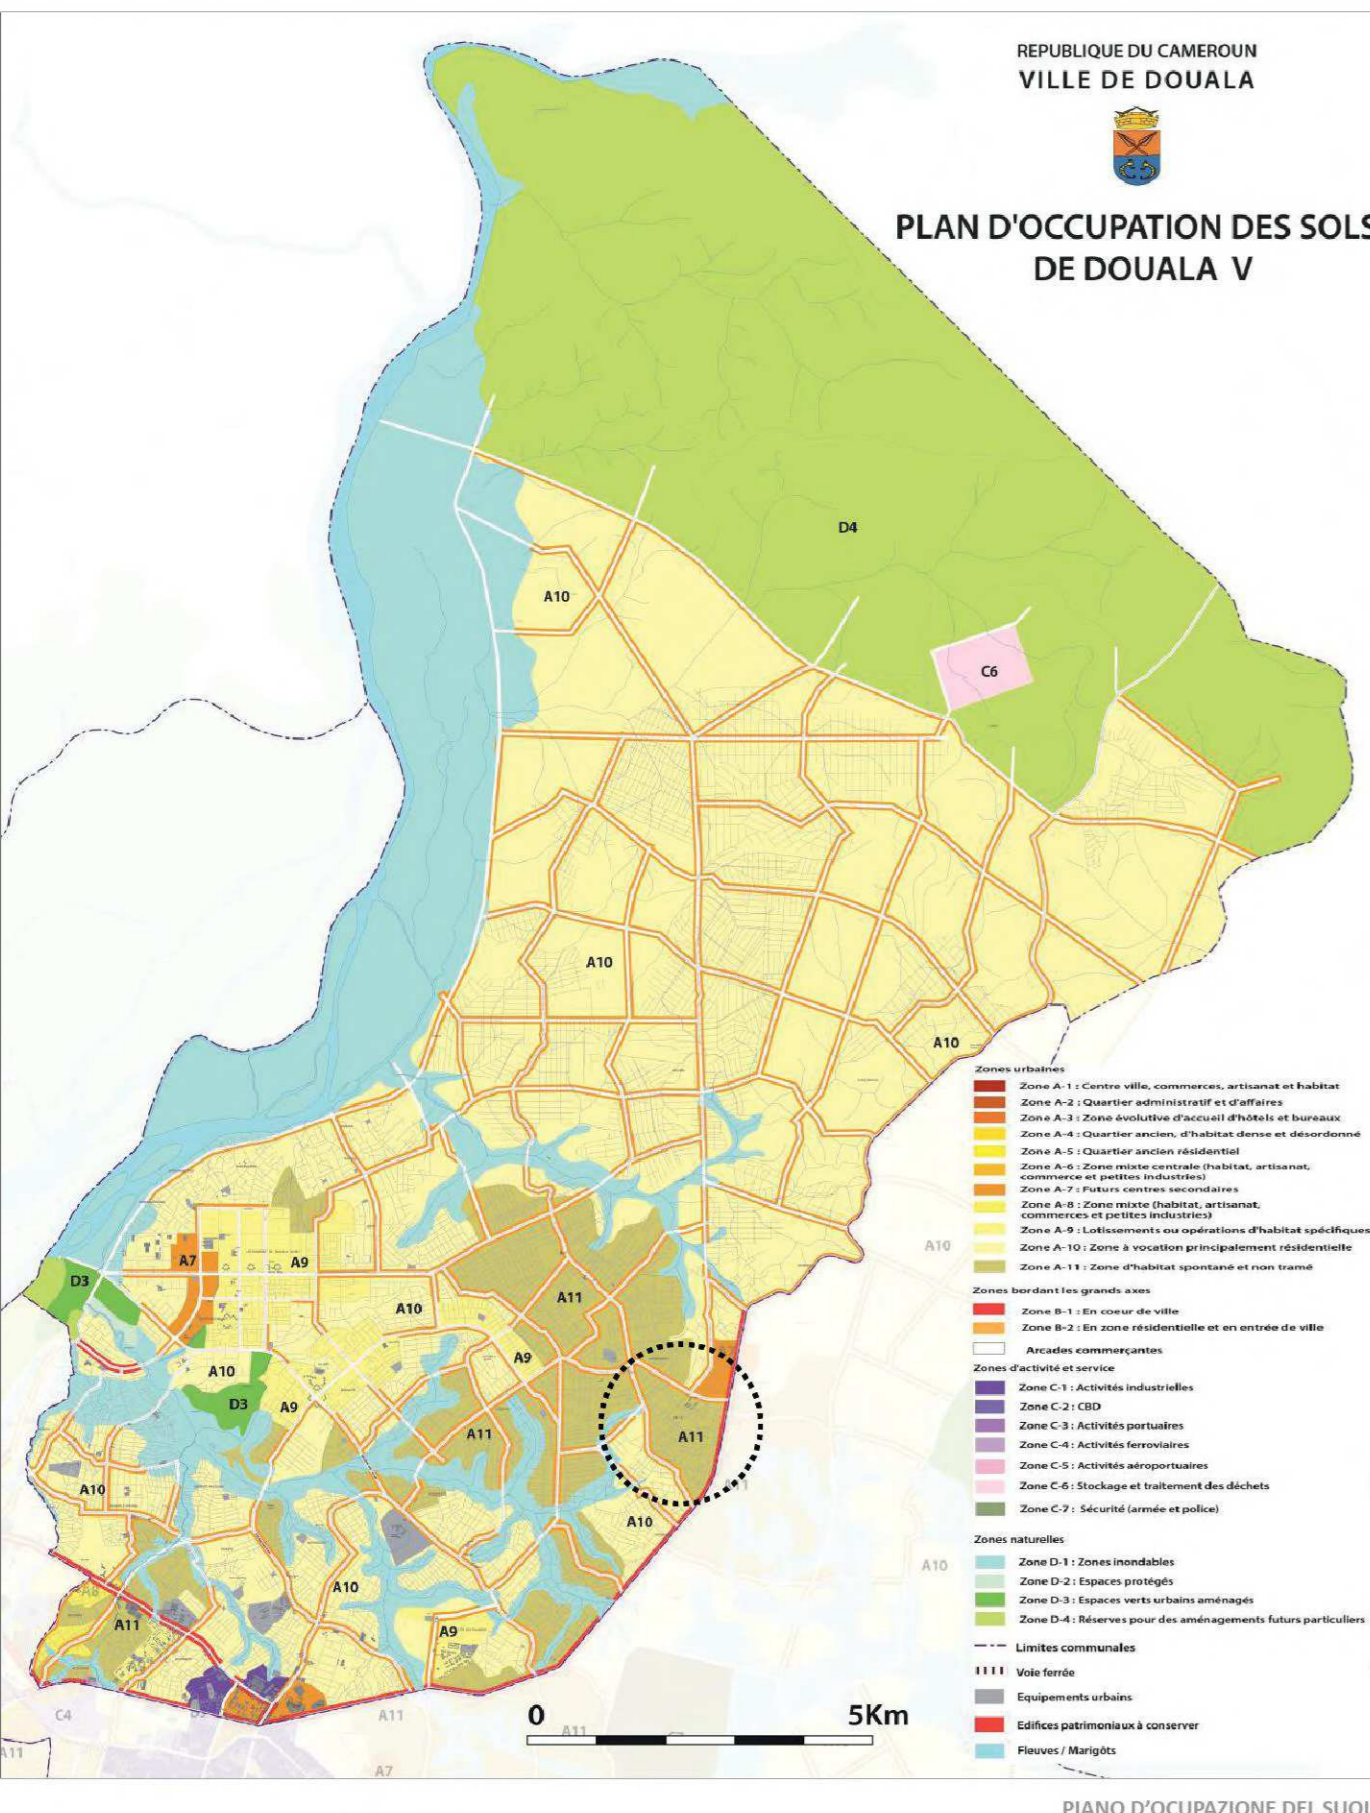 REPUBLIQUE DU CAMEROUN
VILLE DE DOUALA
PLAN D'OCCUPATION DES SOLS
DE DOUALA V
D4
A10
C6
A10
A10
A10
D3
A7
A9
A11
A10
A10
A9
D3
A9
A11
A11
A11
A10
A10
A10
A10
A8
A11
A9
C4
A11
A11
A11
A7
0
5Km
Zones urbaines
Zone A-1 : Centre ville, commerces, artisanat et habitat
Zone A-2 : Quartier administratif et d'affaires
Zone A-3 : Zone évolutive d'accueil d'hôtels et bureaux
Zone A-4 : Quartier ancien, d'habitat dense et désordonné
Zone A-5 : Quartier ancien résidentiel
Zone A-6 : Zone mixte centrale (habitat, artisanat,
commerce et petites industries)
Zone A-7 : Futurs centres secondaires
Zone A-8 : Zone mixte (habitat, artisanat,
commerces et petites industries)
Zone A-9 : Lotissements ou opérations d'habitat spécifiques
Zone A-10 : Zone à vocation principalement résidentielle
Zone A-11 : Zone d'habitat spontané et non tramé
Zones bordant les grands axes
Zone B-1 : En coeur de ville
Zone B-2 : En zone résidentielle et en entrée de ville
Arcades commerçantes
Zones d'activité et service
Zone C-1 : Activités industrielles
Zone C-2 : CBD
Zone C-3 : Activités portuaires
Zone C-4 : Activités ferroviaires
Zone C-5 : Activités aéroportuaires
Zone C-6 : Stockage et traitement des déchets
Zone C-7 : Sécurité (armée et police)
Zones naturelles
Zone D-1 : Zones inondables
Zone D-2 : Espaces protégés
Zone D-3 : Espaces verts urbains aménagés
Zone D-4 : Réserves pour des aménagements futurs particuliers
Limites communales
Voie ferrée
Equipements urbains
Edifices patrimoniaux à conserver
Fleuves / Marigôts
PIANO D'OCUPAZIONE DEL SUOL